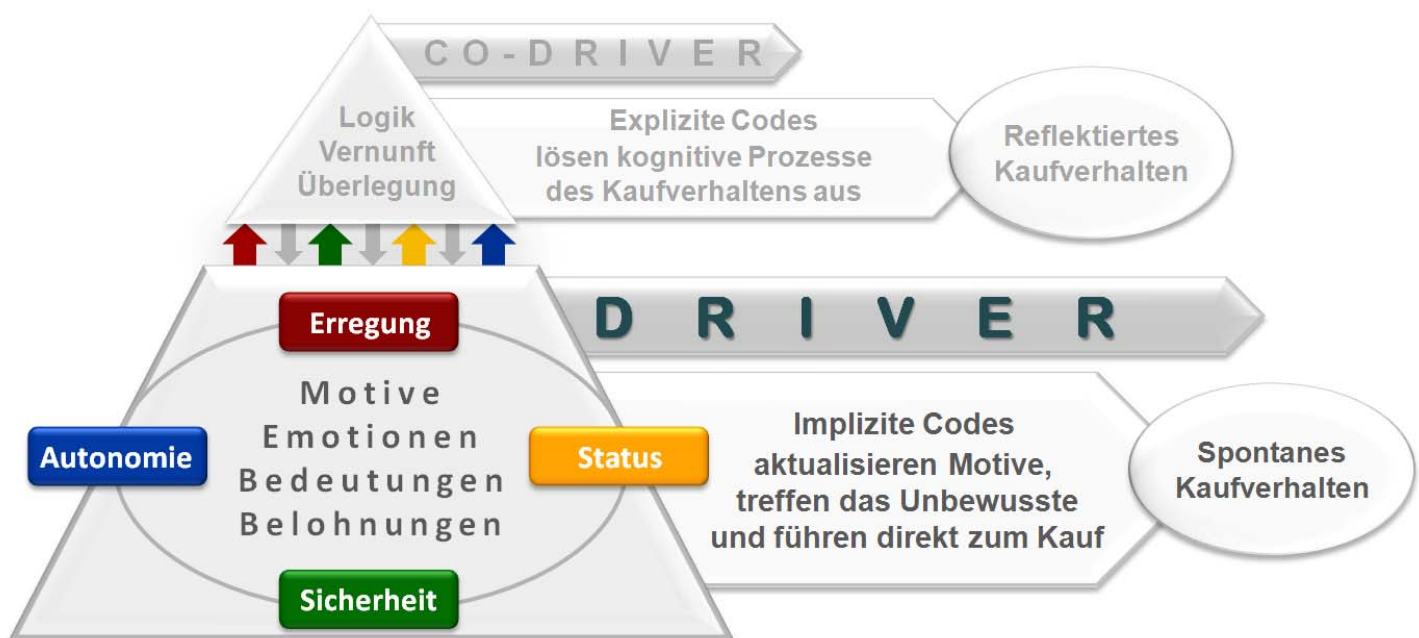 CO-DRIVER
Logik
Vernunft
Überlegung
Explizite Codes
lösen kognitive Prozesse
des Kaufverhaltens aus
Reflektiertes
Kaufverhalten
DRIVER
Erregung
Motive
Emotionen
Bedeutungen
Belohnungen
Autonomie
Status
Sicherheit
Implizite Codes
aktualisieren Motive,
treffen das Unbewusste
und führen direkt zum Kauf
Spontanes
Kaufverhalten